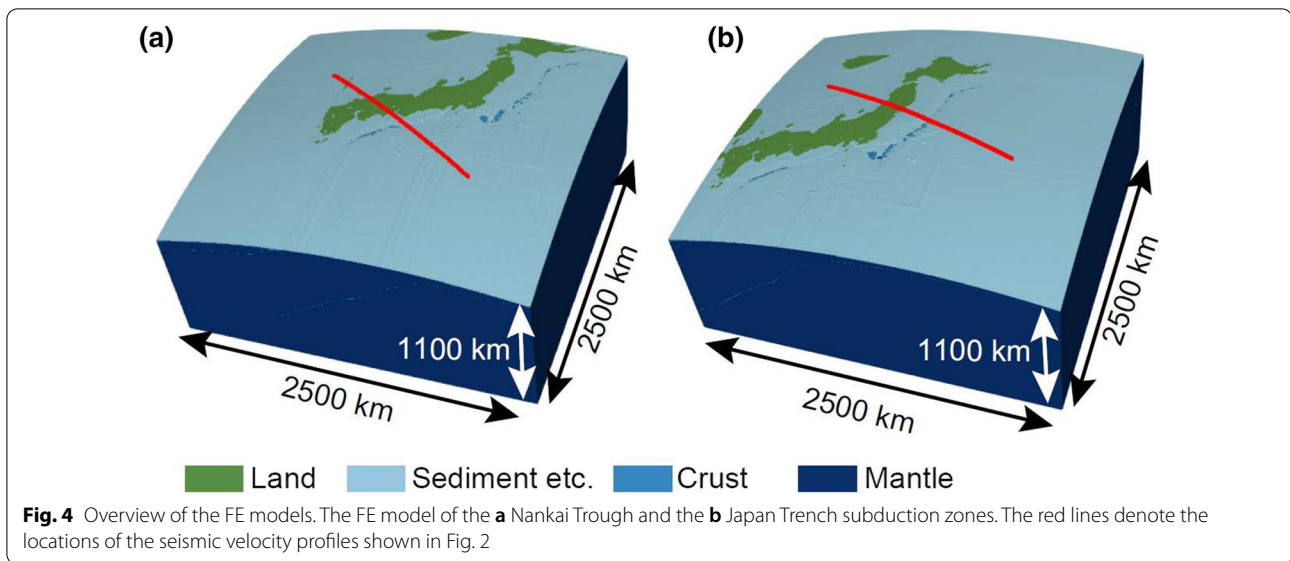 (a)
(b)
1100 km
2500 km
2500 km
1100 km
2500 km
2500 km
Land Sediment etc. Crust Mantle
Fig. 4 Overview of the FE models. The FE model of the a Nankai Trough and the b Japan Trench subduction zones. The red lines denote the
locations of the seismic velocity profiles shown in Fig. 2